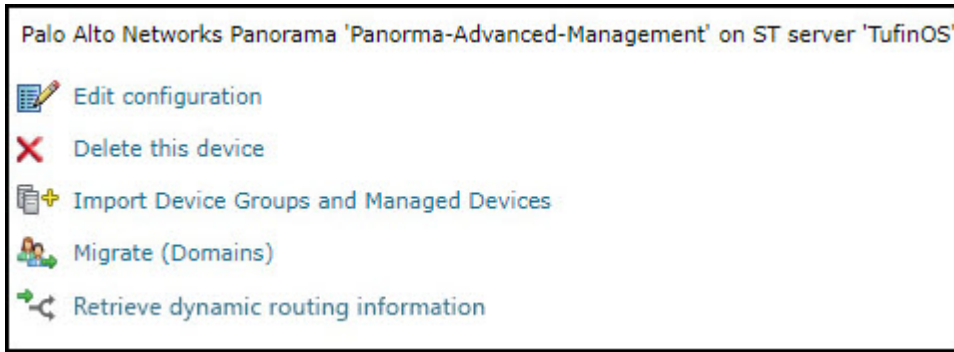 Palo Alto Networks Panorama 'Panorma-Advanced-Management' on ST server 'TufinOS'
Edit configuration
Delete this device
Import Device Groups and Managed Devices
Migrate (Domains)
Retrieve dynamic routing information